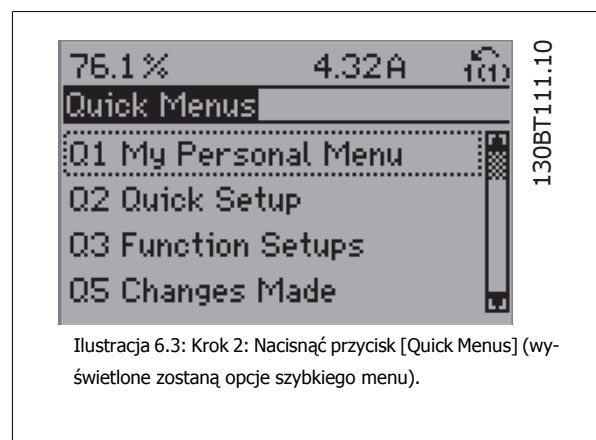 76.1% 4.32A 1(1)
Quick Menus
Q1 My Personal Menu
Q2 Quick Setup
Q3 Function Setups
Q5 Changes Made
130BT111.10
Ilustracja 6.3: Krok 2: Nacisnąć przycisk [Quick Menus] (wy-
świetlone zostaną opcje szybkiego menu).